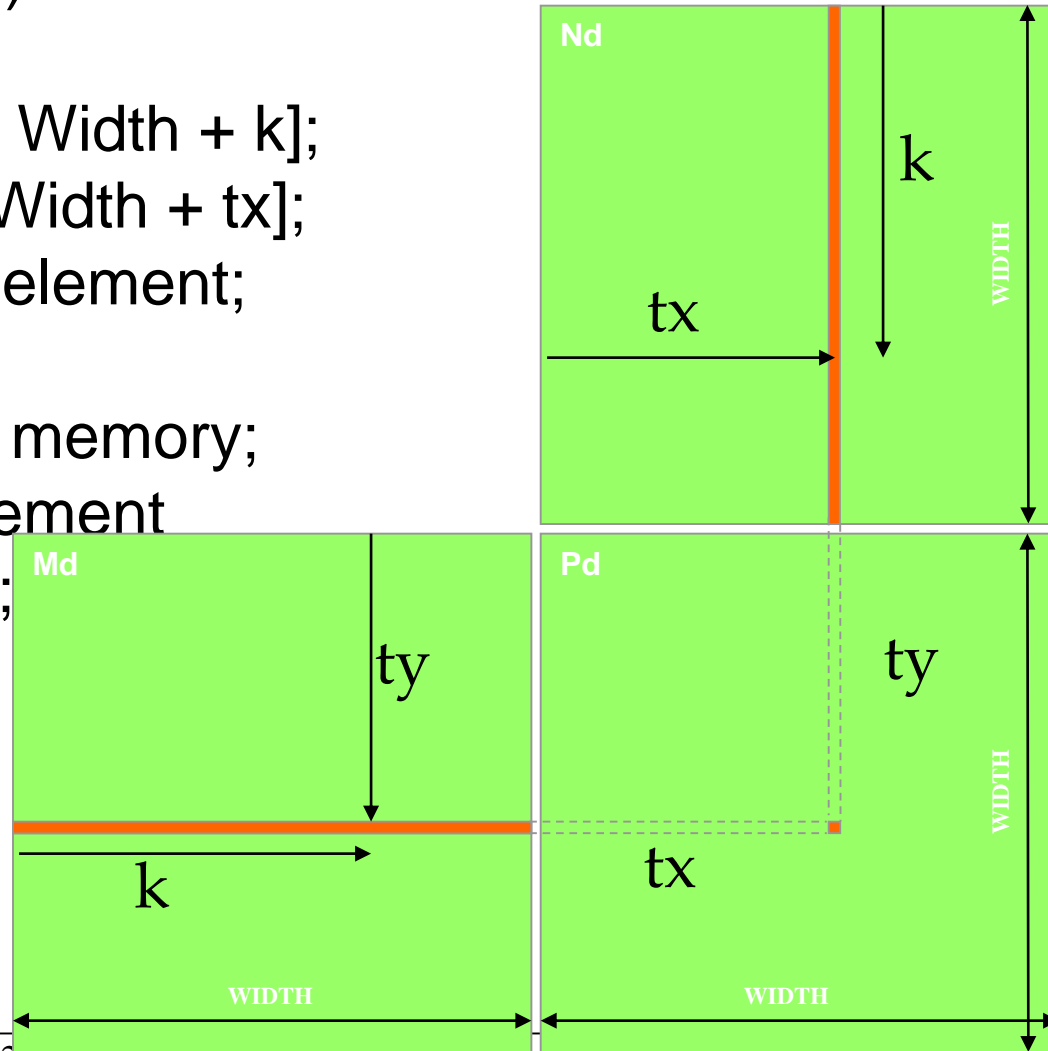 )
Width + k];
Width + tx];
element;
memory;
ement
;
Nd
k
WIDTH
tx
Md
ty
k
WIDTH
Pd
ty
WIDTH
tx
WIDTH